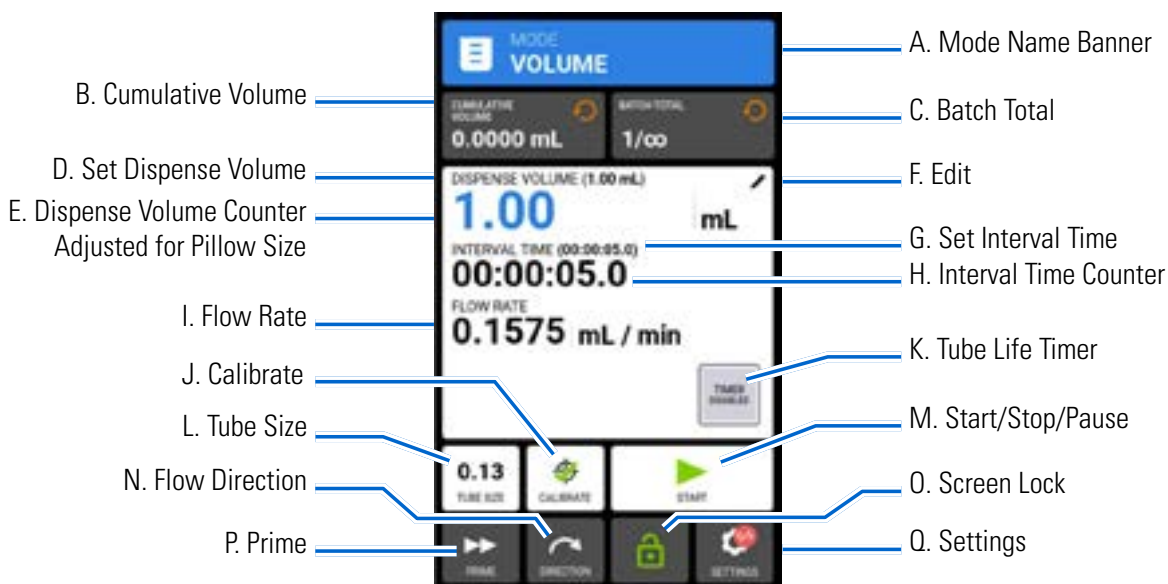 MODE
VOLUME
A. Mode Name Banner
B. Cumulative Volume
CUMULATIVE
VOLUME
0.0000 mL
BATCH TOTAL
1/∞
C. Batch Total
D. Set Dispense Volume
DISPENSE VOLUME (1.00 mL)
F. Edit
E. Dispense Volume Counter
Adjusted for Pillow Size
1.00 mL
INTERVAL TIME (00:00:05.0)
G. Set Interval Time
00:00:05.0
H. Interval Time Counter
I. Flow Rate
FLOW RATE
0.1575 mL / min
J. Calibrate
K. Tube Life Timer
TIMER
DISABLED
L. Tube Size
M. Start/Stop/Pause
0.13
TUBE SIZE
CALIBRATE
START
N. Flow Direction
O. Screen Lock
P. Prime
PRIME
DIRECTION
SETTINGS
Q. Settings